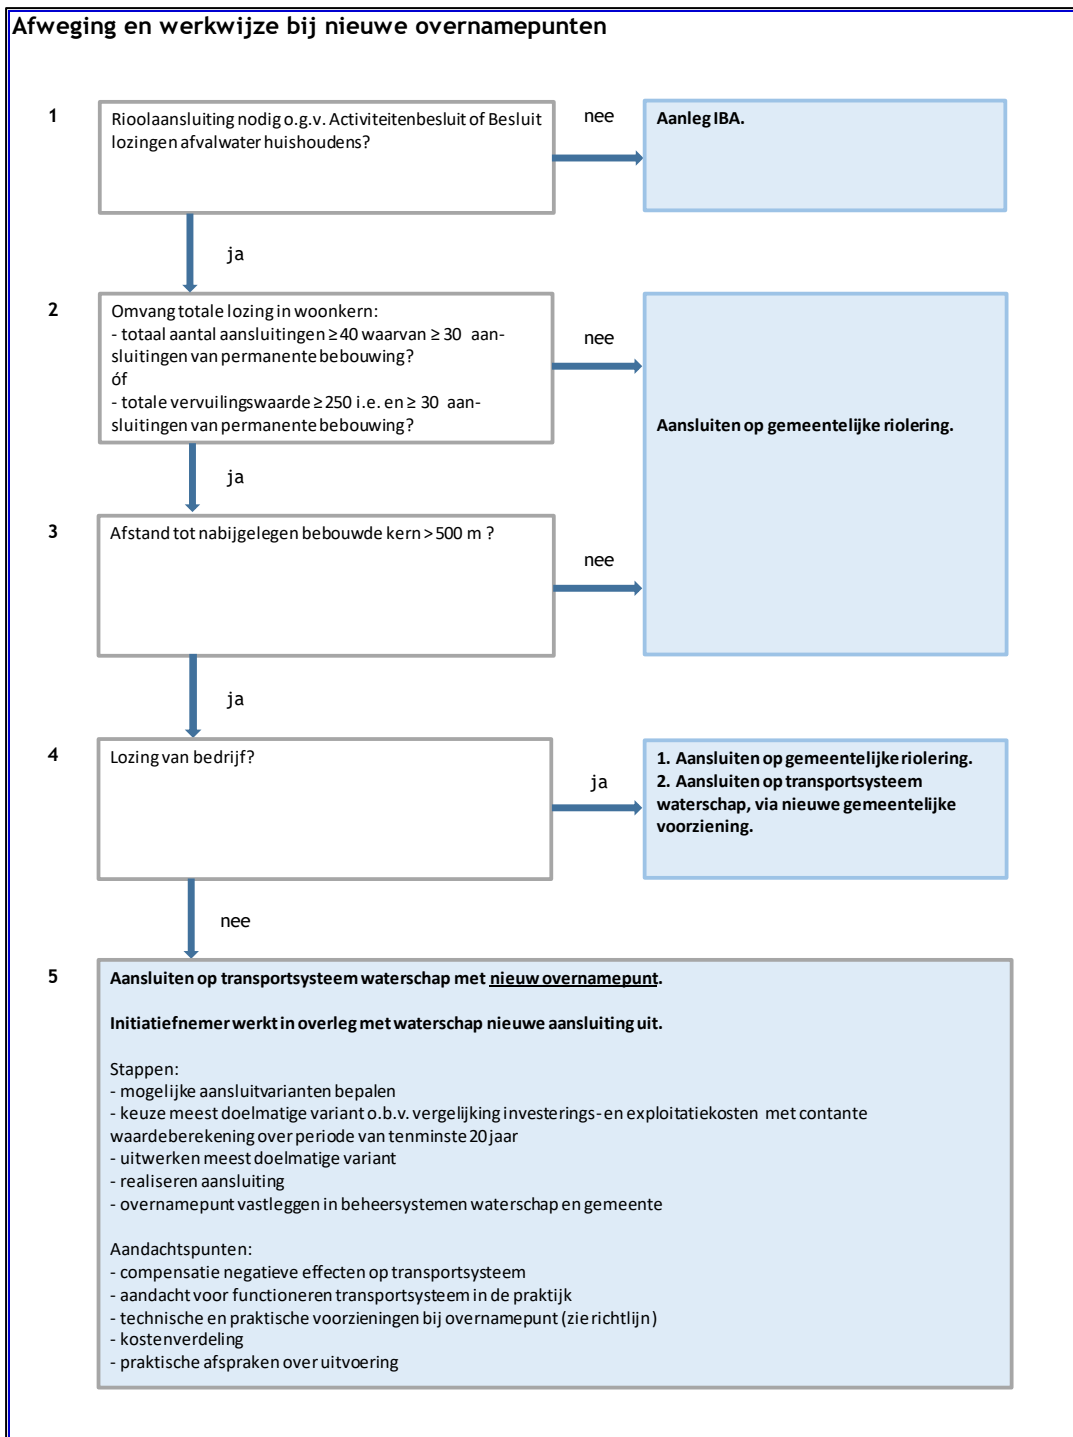 Afweging en werkwijze bij nieuwe overnamepunten
1
Rioolaansluiting nodig o.g.v. Activiteitenbesluit of Besluit
lozingen afvalwater huishoudens?
nee
Aanleg IBA.
ja
2
Omvang totale lozing in woonkern:
- totaal aantal aansluitingen ≥ 40 waarvan ≥ 30 aan-
sluitingen van permanente bebouwing?
óf
- totale vervuilingswaarde ≥ 250 i.e. en ≥ 30 aan-
sluitingen van permanente bebouwing?
nee
Aansluiten op gemeentelijke riolering.
ja
3
Afstand tot nabijgelegen bebouwde kern > 500 m ?
nee
ja
4
Lozing van bedrijf?
ja
1. Aansluiten op gemeentelijke riolering.
2. Aansluiten op transportsysteem
waterschap, via nieuwe gemeentelijke
voorziening.
nee
5
Aansluiten op transportsysteem waterschap met nieuw overnamepunt.
Initiatiefnemer werkt in overleg met waterschap nieuwe aansluiting uit.
Stappen:
- mogelijke aansluitvarianten bepalen
- keuze meest doelmatige variant o.b.v. vergelijking investerings- en exploitatiekosten met contante
waardeberekening over periode van tenminste 20 jaar
- uitwerken meest doelmatige variant
- realiseren aansluiting
- overnamepunt vastleggen in beheersystemen waterschap en gemeente
Aandachtspunten:
- compensatie negatieve effecten op transportsysteem
- aandacht voor functioneren transportsysteem in de praktijk
- technische en praktische voorzieningen bij overnamepunt (zie richtlijn)
- kostenverdeling
- praktische afspraken over uitvoering